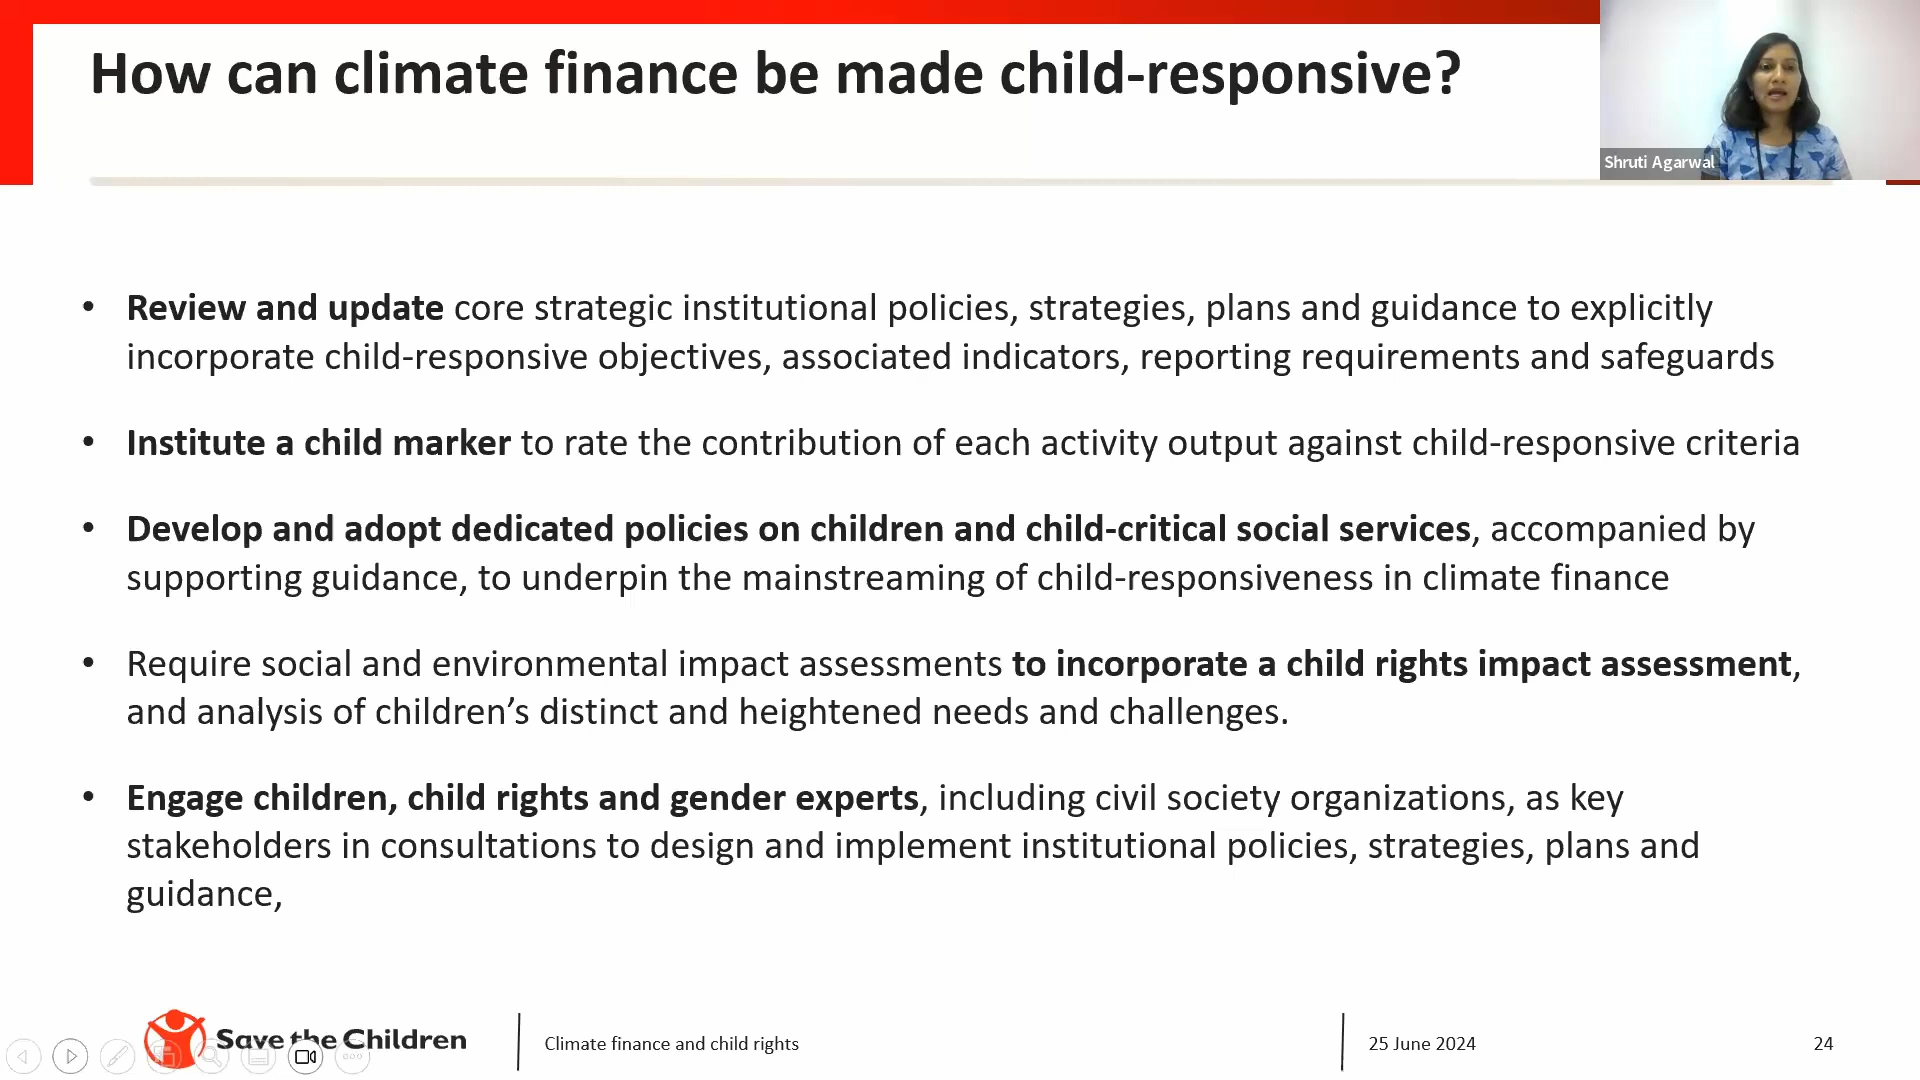 How can climate finance be made child-responsive?
Shruti Agarwal
• Review and update core strategic institutional policies, strategies, plans and guidance to explicitly
incorporate child-responsive objectives, associated indicators, reporting requirements and safeguards
• Institute a child marker to rate the contribution of each activity output against child-responsive criteria
• Develop and adopt dedicated policies on children and child-critical social services, accompanied by
supporting guidance, to underpin the mainstreaming of child-responsiveness in climate finance
• Require social and environmental impact assessments to incorporate a child rights impact assessment,
and analysis of children’s distinct and heightened needs and challenges.
• Engage children, child rights and gender experts, including civil society organizations, as key
stakeholders in consultations to design and implement institutional policies, strategies, plans and
guidance,
Save the Children
Climate finance and child rights
25 June 2024
24